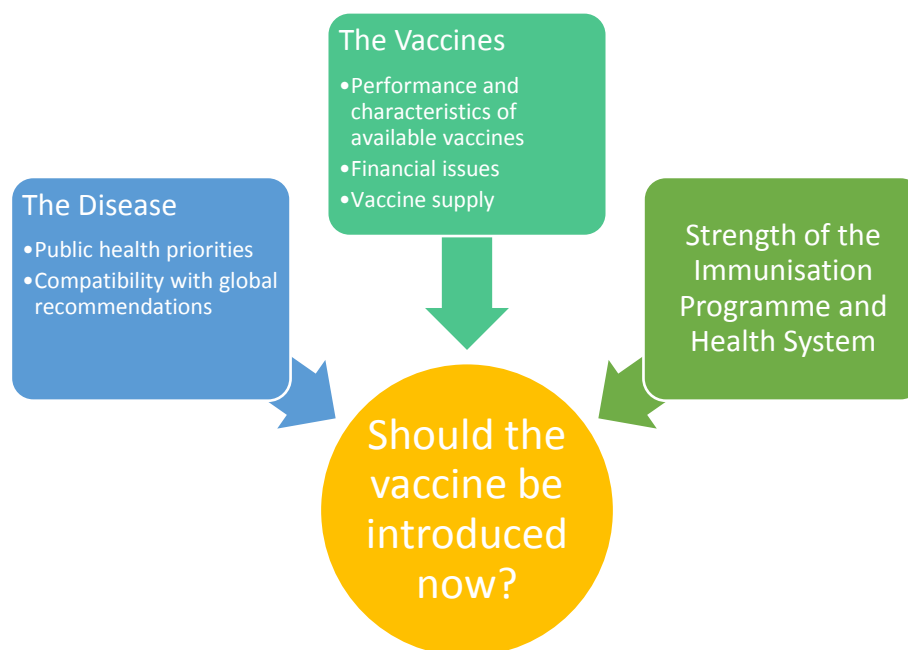 The Vaccines
•Performance and
characteristics of
available vaccines
•Financial issues
•Vaccine supply
The Disease
•Public health priorities
•Compatibility with global
recommendations
Strength of the
Immunisation
Programme and
Health System
Should the
vaccine be
introduced
now?